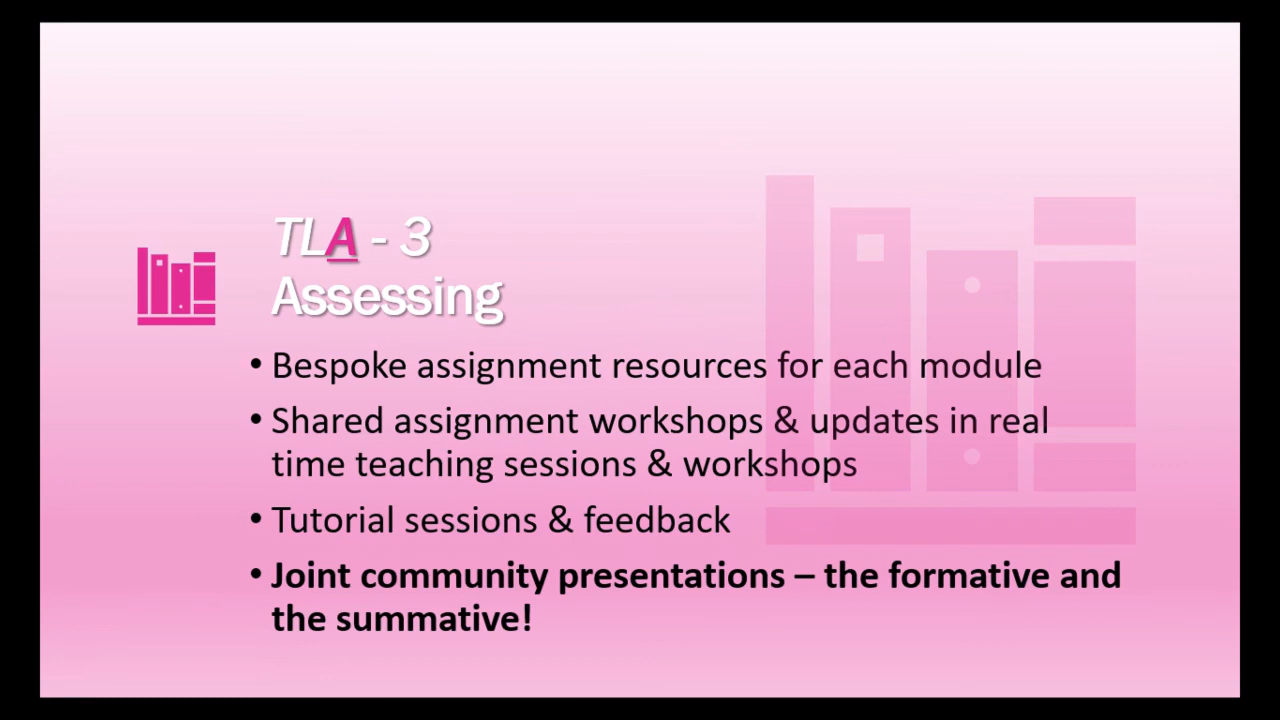 TLA - 3
Assessing
• Bespoke assignment resources for each module
• Shared assignment workshops & updates in real
time teaching sessions & workshops
• Tutorial sessions & feedback
• Joint community presentations – the formative and
the summative!